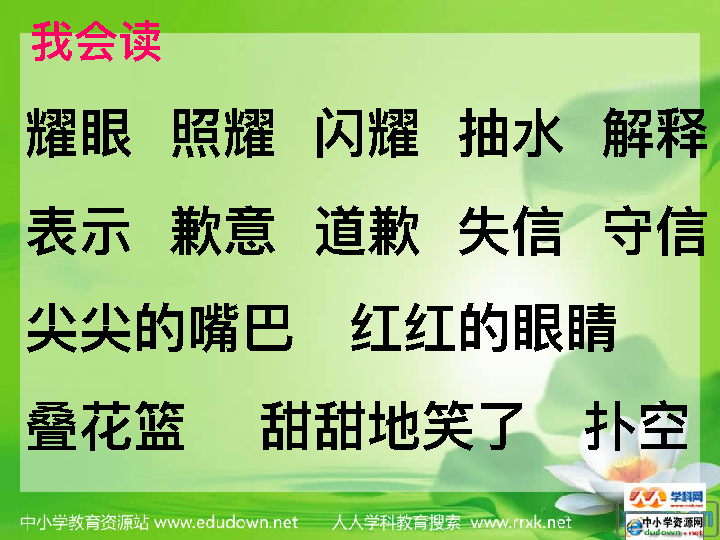 我会读
耀眼 照耀 闪耀 抽水 解释
表示 歉意 道歉 失信 守信
尖尖的嘴巴 红红的眼睛
叠花篮 甜甜地笑了 扑空
中小学教育资源站 www.edudown.net 人人学科教育搜索 www.rrxk.net
学科网
www.rrxk.net
中小学资源网